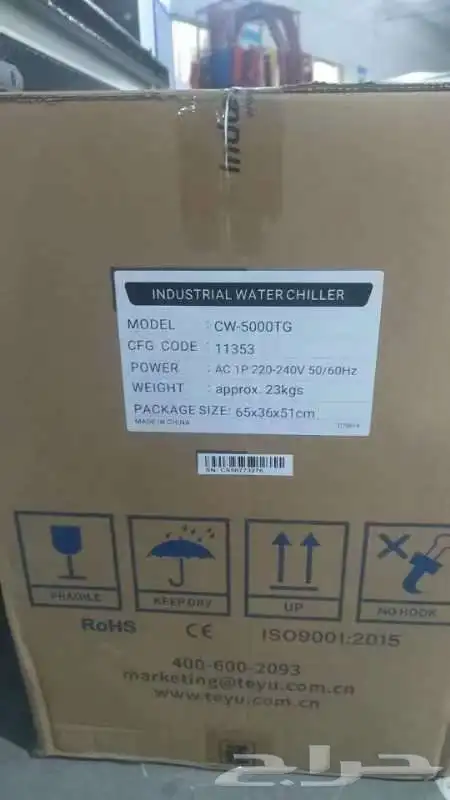 INDUSTRIAL WATER CHILLER
MODEL : CW-5000TG
CFG CODE : 11353
POWER : AC 1P 220-240V 50/60Hz
WEIGHT : approx. 23kgs
PACKAGE SIZE: 65x36x51cm
MADE IN CHINA
FRAGILE
KEEP DRY
UP
NO HOOK
RoHS CE ISO9001:2015
400-600-2093
marketing@teyu.com.cn
www.teyu.com.cn
حراج